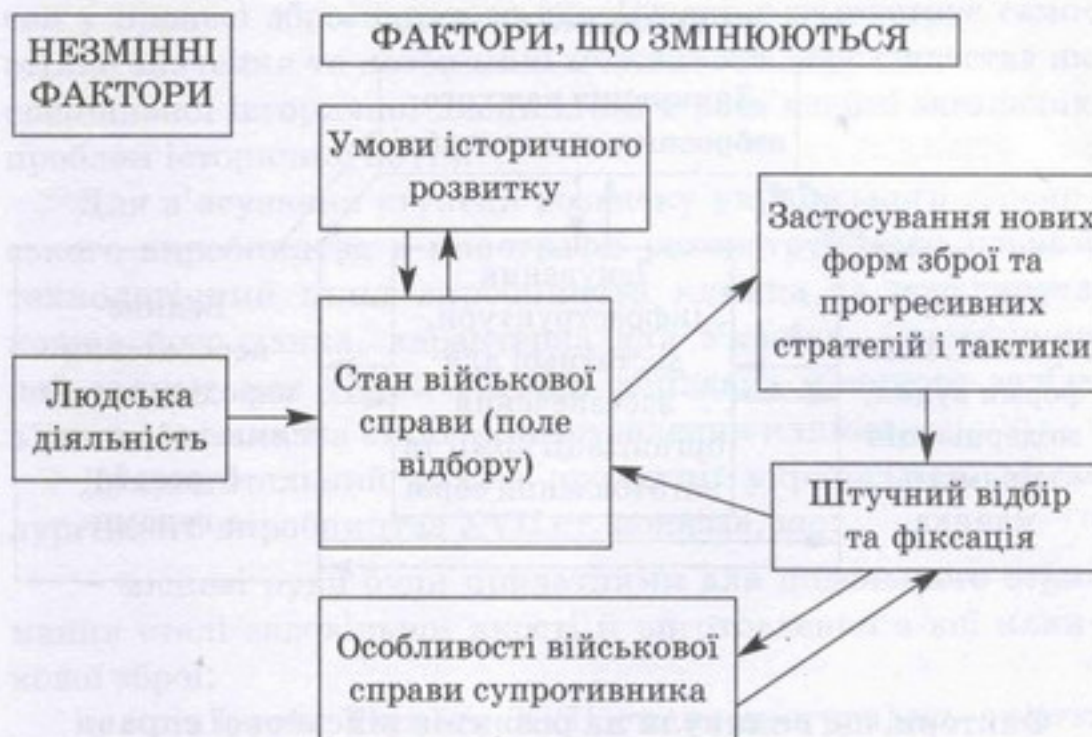 НЕЗМІННІ
ФАКТОРИ
ФАКТОРИ, ЩО ЗМІНЮЮТЬСЯ
Умови історичного
розвитку
Застосування нових
форм зброї та
прогресивних
стратегій і тактики
Людська
діяльність
Стан військової
справи (поле
відбору)
Штучний відбір
та фіксація
Особливості військової
справи супротивника